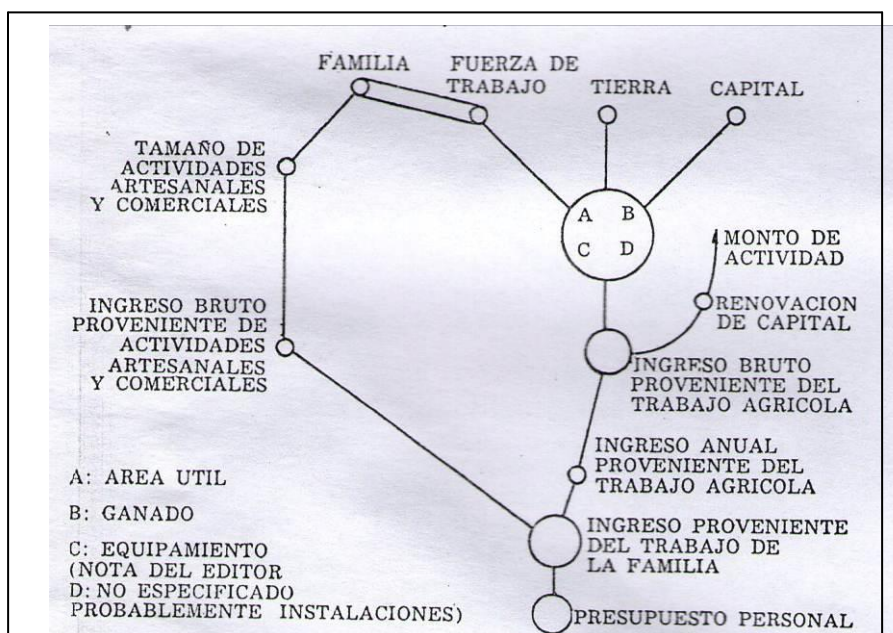 FAMILIA
FUERZA DE
TRABAJO
TIERRA
CAPITAL
TAMAÑO DE
ACTIVIDADES
ARTESANALES
Y COMERCIALES
A B
C D
MONTO DE
ACTIVIDAD
RENOVACION
DE CAPITAL
INGRESO BRUTO
PROVENIENTE DE
ACTIVIDADES
ARTESANALES
Y COMERCIALES
INGRESO BRUTO
PROVENIENTE DEL
TRABAJO AGRICOLA
INGRESO ANUAL
PROVENIENTE DEL
TRABAJO AGRICOLA
A: AREA UTIL
B: GANADO
C: EQUIPAMIENTO
(NOTA DEL EDITOR
D: NO ESPECIFICADO
PROBABLEMENTE INSTALACIONES)
INGRESO PROVENIENTE
DEL TRABAJO DE
LA FAMILIA
PRESUPUESTO PERSONAL